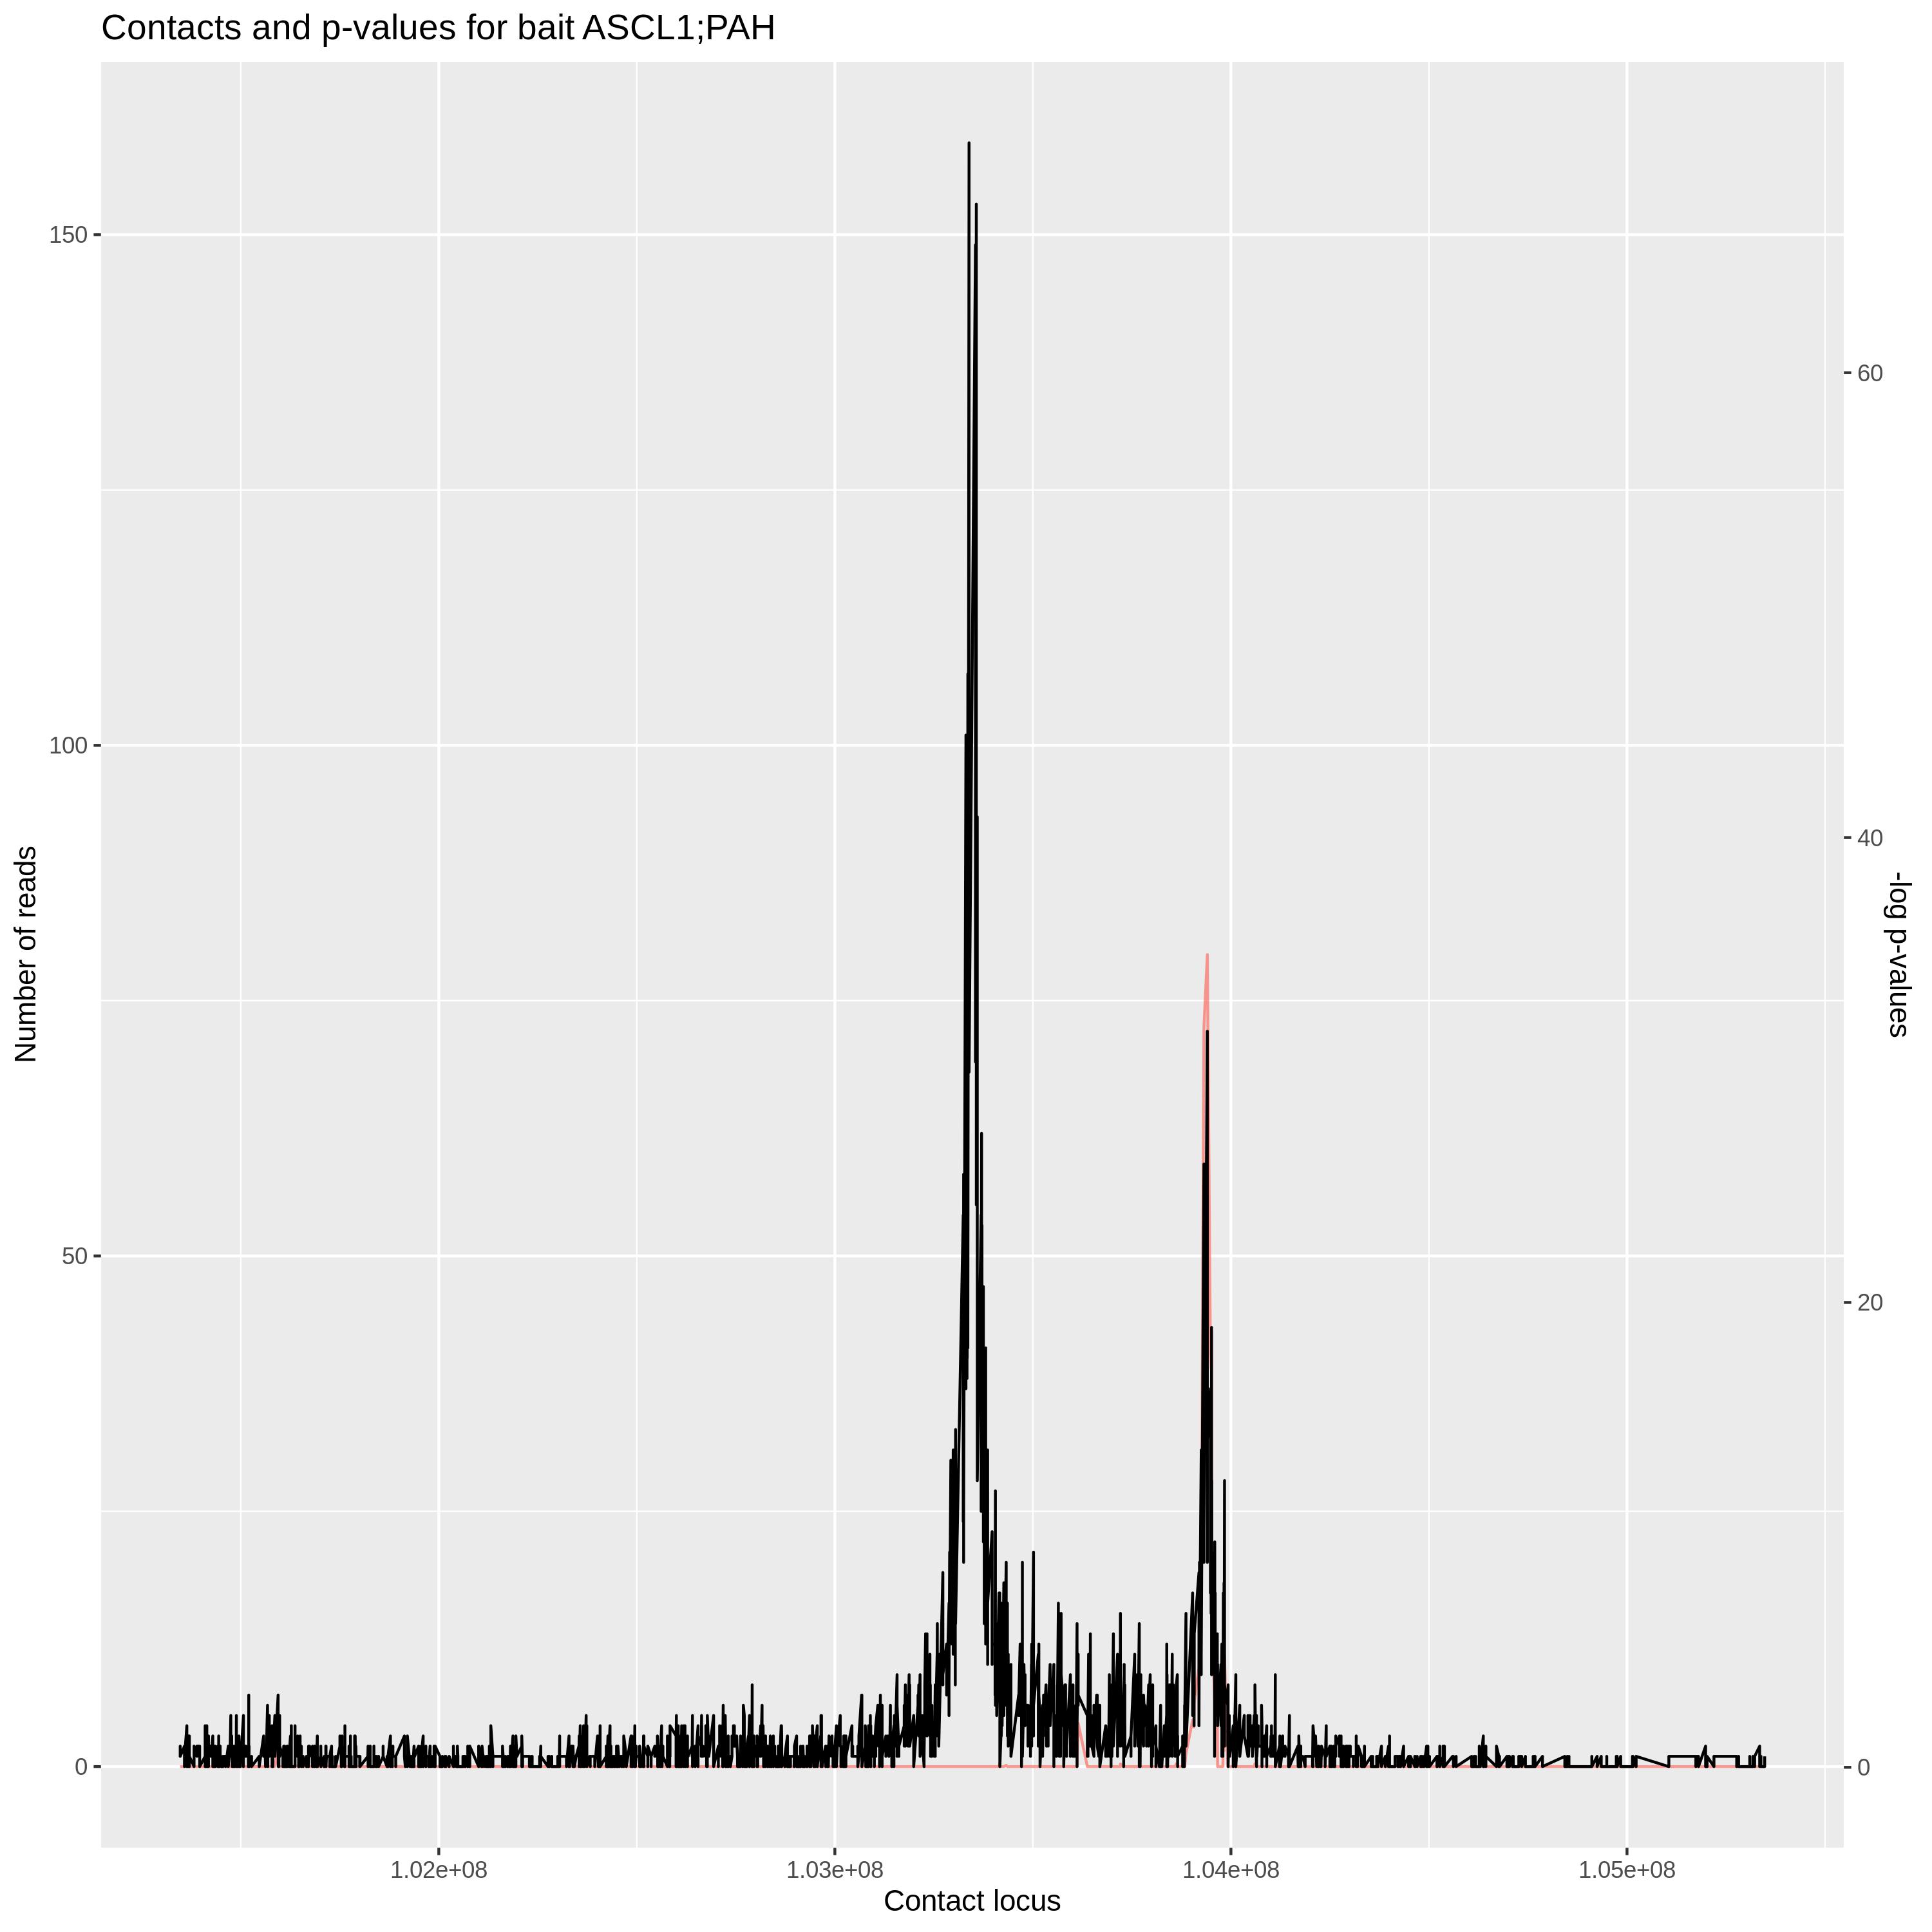 Contacts and p-values for bait ASCL1;PAH
150
100
50
0
Number of reads
60
40
20
0
-log p-values
1.02e+08
1.03e+08
1.04e+08
1.05e+08
Contact locus